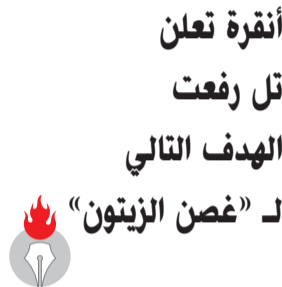 أنقرة تعلن
تل رفعت
الهدف التالي
لـ «غصن الزيتون»